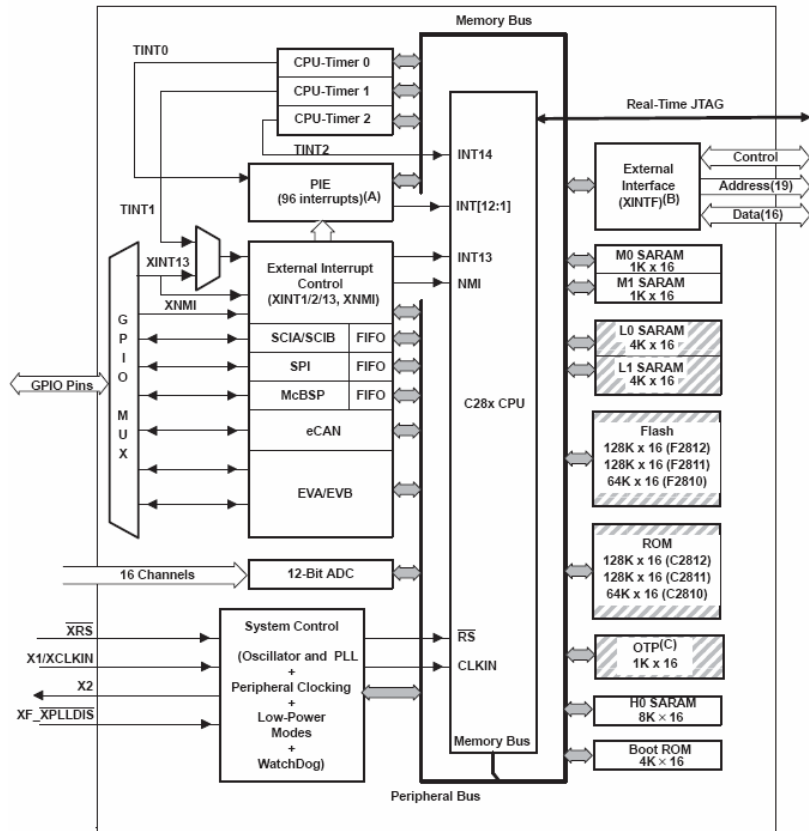 Memory Bus
TINT0
CPU-Timer 0
CPU-Timer 1
CPU-Timer 2
Real-Time JTAG
TINT2
INT14
PIE
(96 interrupts)(A)
INT[12:1]
External
Interface
(XINTF)(B)
Control
Address(19)
Data(16)
TINT1
XINT13
XNMI
External Interrupt
Control
(XINT1/2/13, XNMI)
INT13
NMI
M0 SARAM
1K x 16
M1 SARAM
1K x 16
GPIO Pins
GPIO MUX
SCIA/SCIB
FIFO
SPI
FIFO
McBSP
FIFO
eCAN
EVA/EVB
C28x CPU
L0 SARAM
4K x 16
L1 SARAM
4K x 16
Flash
128K x 16 (F2812)
128K x 16 (F2811)
64K x 16 (F2810)
16 Channels
12-Bit ADC
ROM
128K x 16 (C2812)
128K x 16 (C2811)
64K x 16 (C2810)
XRS
X1/XCLKIN
X2
XF_XPLLDIS
System Control
(Oscillator and PLL
+
Peripheral Clocking
+
Low-Power
Modes
+
WatchDog)
RS
CLKIN
OTP(C)
1K x 16
H0 SARAM
8K × 16
Memory Bus
Boot ROM
4K × 16
Peripheral Bus